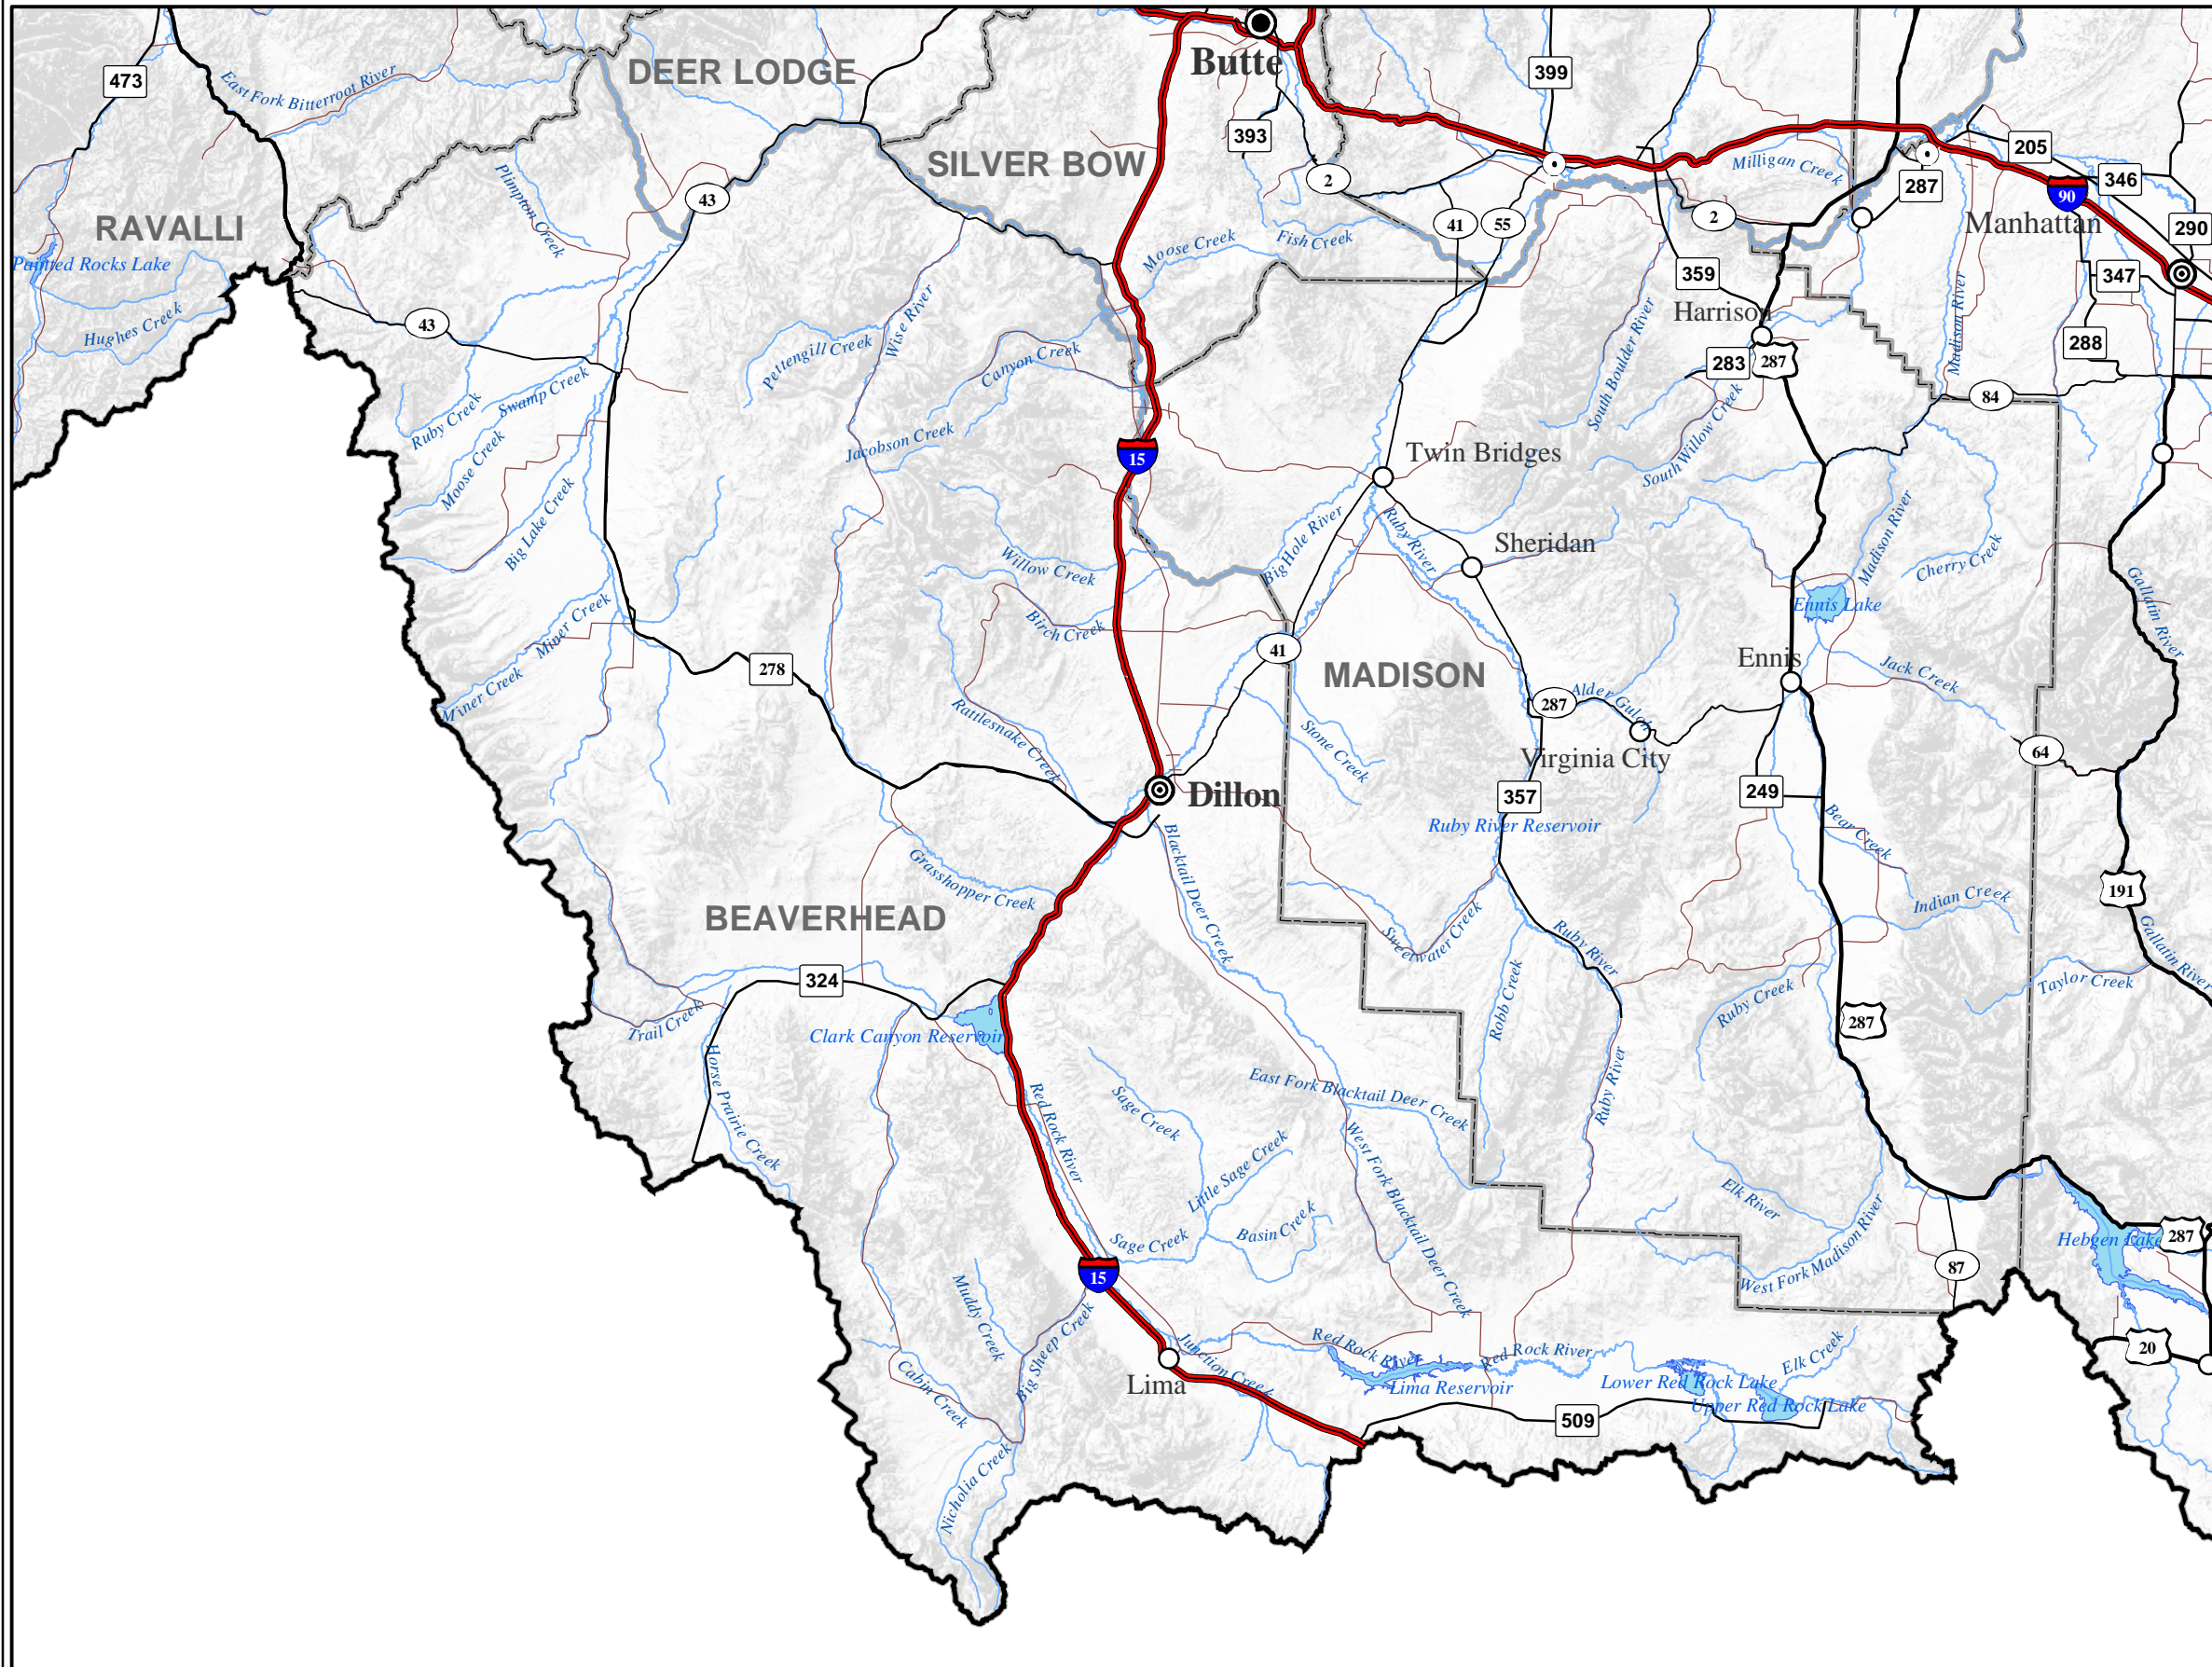 Butte
DEER LODGE
399
473
East Fork Bitterroot River
393
205
SILVER BOW
Milligan Creek
2
346
Plimpton Creek
43
287
90
RAVALLI
41
55
2
Manhattan
290
Moose Creek
Fish Creek
Painted Rocks Lake
359
347
Hughes Creek
43
Wise River
South Boulder River
Harrison
Madison River
Pettengill Creek
Canyon Creek
283
287
288
Swamp Creek
Ruby Creek
84
Jacobson Creek
South Willow Creek
Moose Creek
15
Twin Bridges
Big Lake Creek
Big Hole River
Ruby River
Sheridan
Madison River
Willow Creek
Cherry Creek
Ennis Lake
Gallatin River
Birch Creek
Miner Creek
41
Ennis
278
MADISON
Jack Creek
Miner Creek
287
Alder Gulch
Rattlesnake Creek
Stone Creek
Virginia City
64
Dillon
357
249
Ruby River Reservoir
Bear Creek
Blacktail Deer Creek
Grasshopper Creek
191
Indian Creek
BEAVERHEAD
Sweetwater Creek
Ruby River
Gallatin River
324
Robb Creek
Ruby Creek
Taylor Creek
Trail Creek
Clark Canyon Reservoir
287
Horse Prairie Creek
Red Rock River
Sage Creek
East Fork Blacktail Deer Creek
Ruby River
Little Sage Creek
West Fork Blacktail Deer Creek
Elk River
Sage Creek
Basin Creek
Hebgen Lake
287
15
West Fork Madison River
87
Muddy Creek
Big Sheep Creek
Junction Creek
Red Rock River
Red Rock River
Elk Creek
20
Cabin Creek
Lima
Lima Reservoir
Lower Red Rock Lake
Upper Red Rock Lake
509
Nicholia Creek